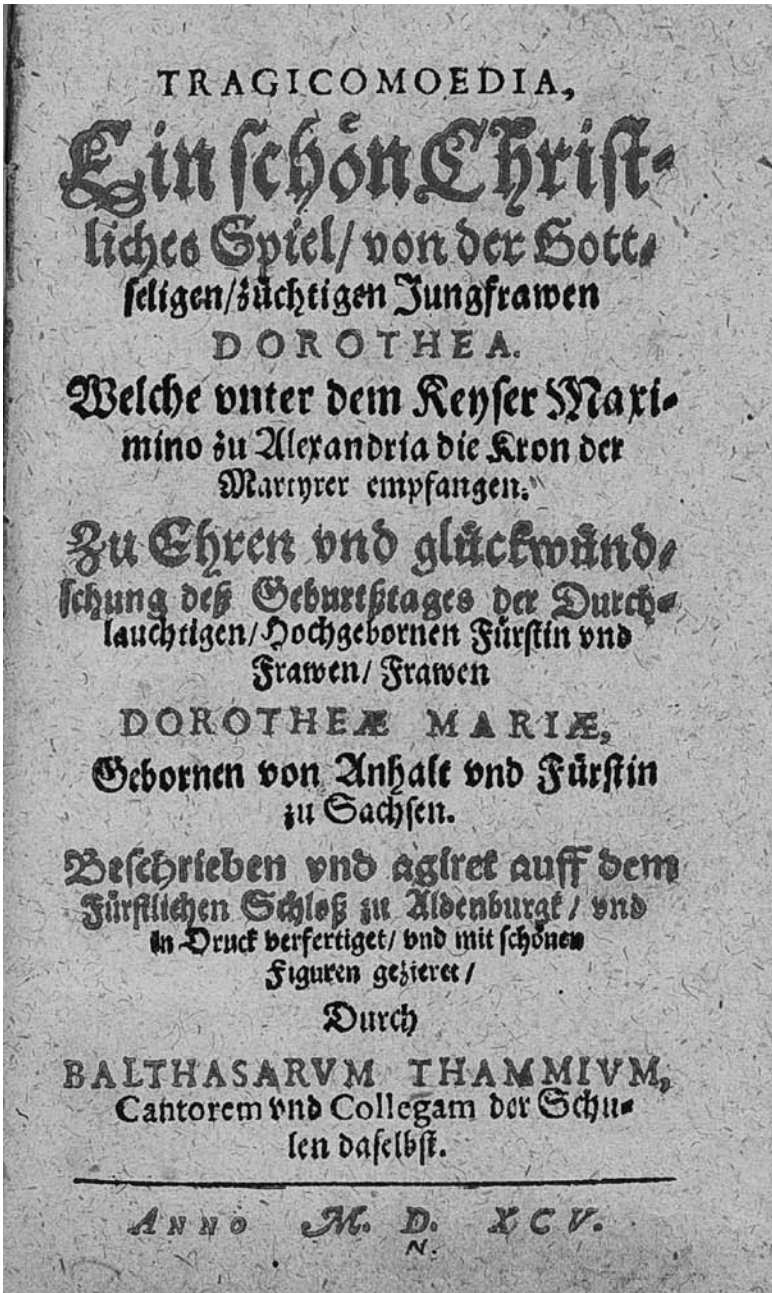 TRAGICOMOEDIA,
Ein schön Christ-
liches Spiel/ von der Gott-
seligen/züchtigen Jungfrawen
DOROTHEA.
Welche vnter dem Keyser Maxi-
mino zu Alexandria die Kron der
Martyrer empfangen.
Zu Ehren vnd glückwünd-
schung deß Geburtßtages der Durch-
lauchtigen/Hochgebornen Fürstin vnd
Frawen/ Frawen
DOROTHEÆ MARIÆ,
Gebornen von Anhalt vnd Fürstin
zu Sachsen.
Beschrieben vnd agiret auff dem
Fürstlichen Schloß zu Aldenburgk/ vnd
in Druck verfertiget/ vnd mit schönen
Figuren gezieret/
Durch
BALTHASARVM THAMMIVM,
Cantorem vnd Collegam der Schu-
len daselbst.
ANNO M. D. XCV.
N.